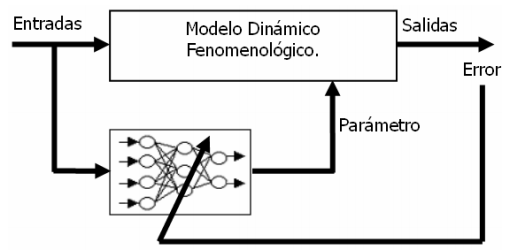 Entradas
Modelo Dinámico
Fenomenológico.
Salidas
Error
Parámetro